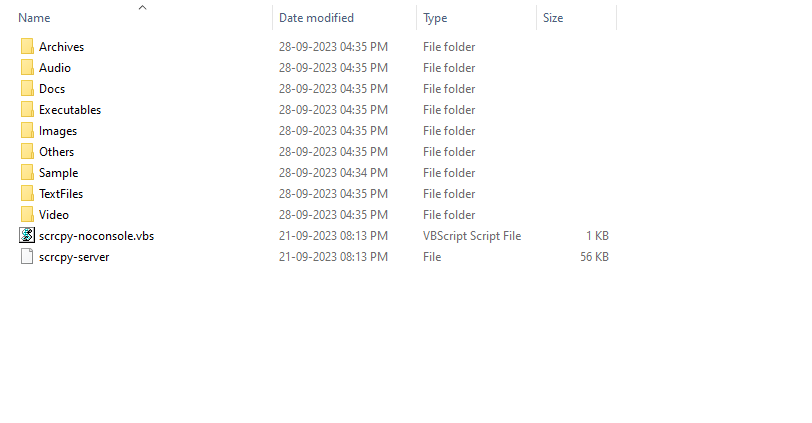 Name Date modified Type Size
Archives 28-09-2023 04:35 PM File folder
Audio 28-09-2023 04:35 PM File folder
Docs 28-09-2023 04:35 PM File folder
Executables 28-09-2023 04:35 PM File folder
Images 28-09-2023 04:35 PM File folder
Others 28-09-2023 04:35 PM File folder
Sample 28-09-2023 04:34 PM File folder
TextFiles 28-09-2023 04:35 PM File folder
Video 28-09-2023 04:35 PM File folder
scrcpy-noconsole.vbs 21-09-2023 08:13 PM VBScript Script File 1 KB
scrcpy-server 21-09-2023 08:13 PM File 56 KB